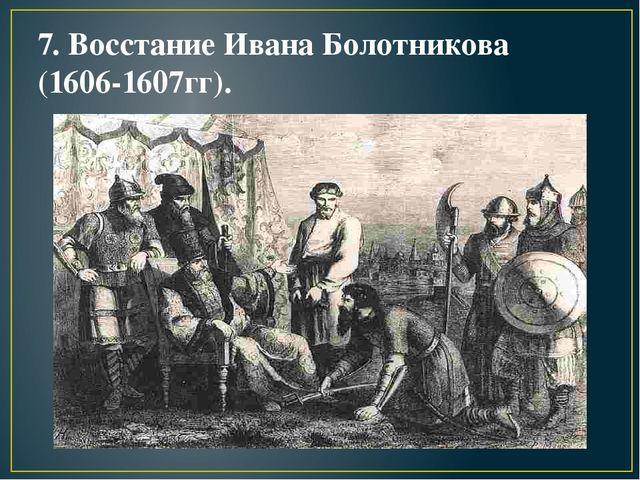 7. Восстание Ивана Болотникова
(1606-1607гг).